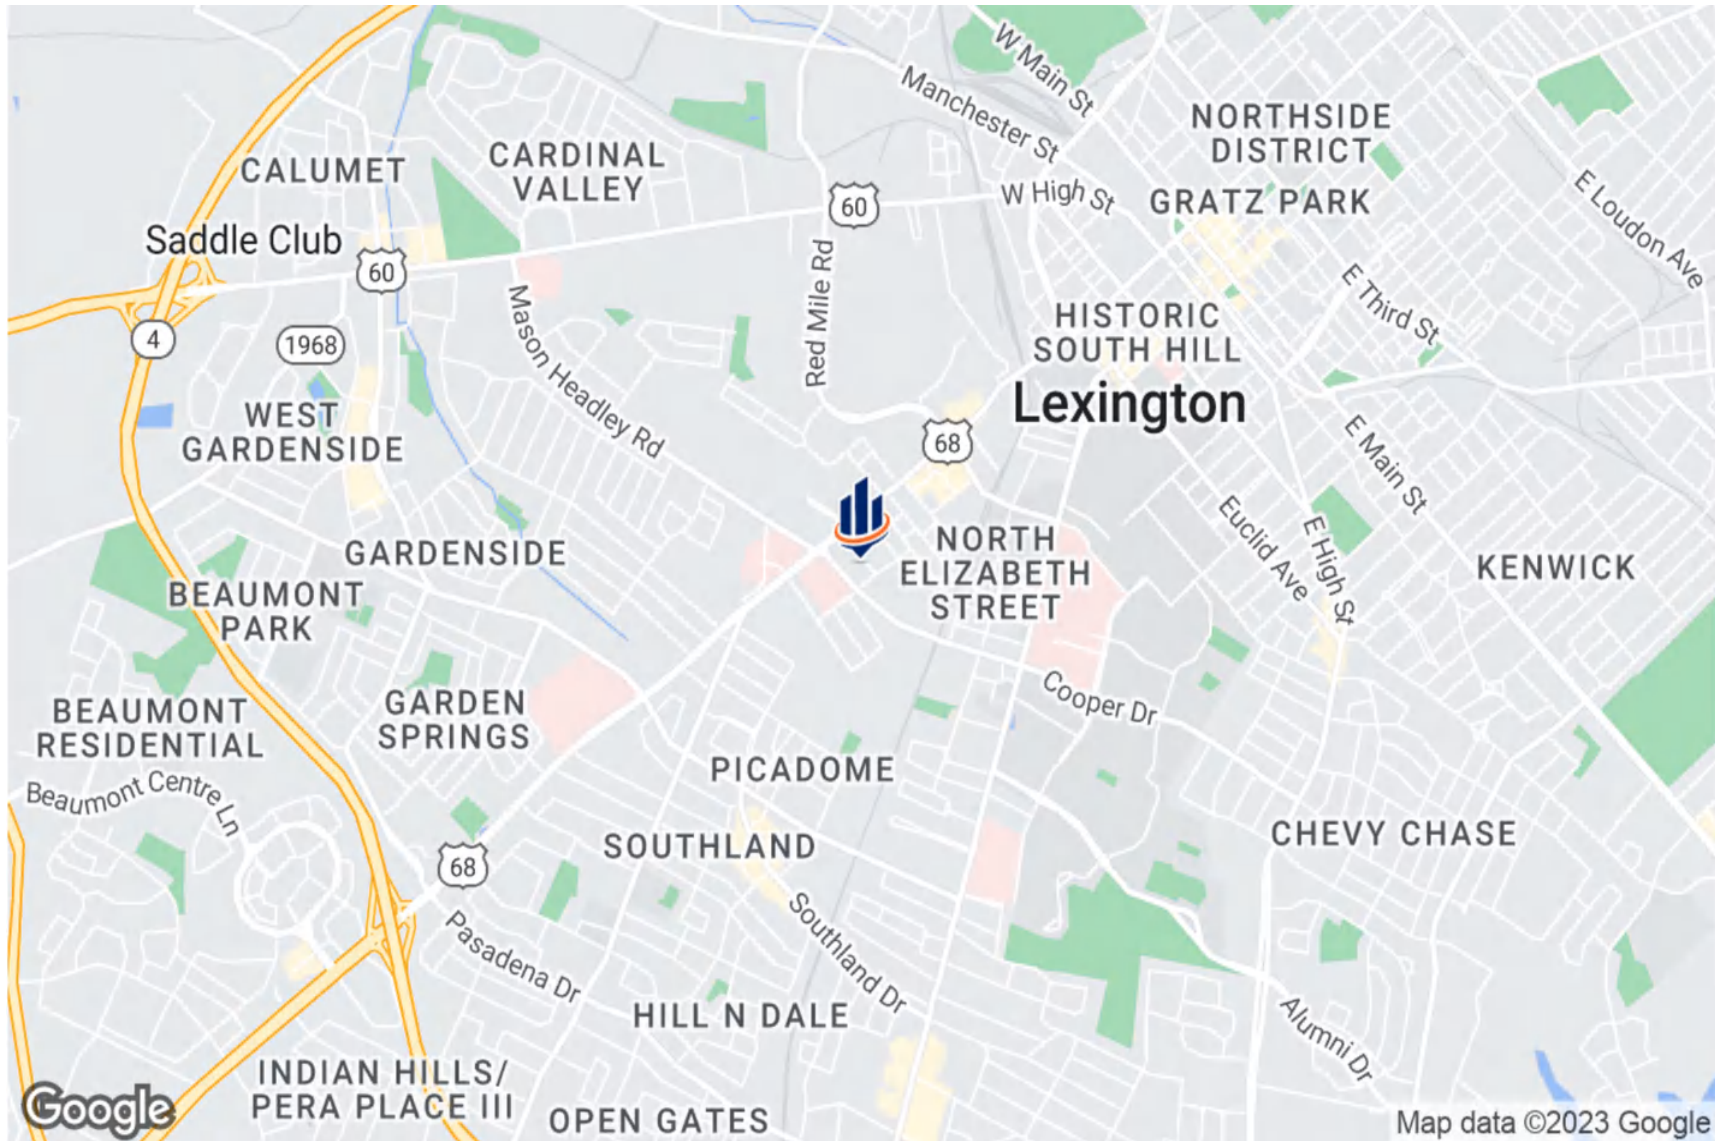 W Main St
Manchester St
NORTHSIDE
DISTRICT
CALUMET
CARDINAL
VALLEY
60
W High St
GRATZ PARK
E Loudon Ave
Saddle Club
60
Red Mile Rd
E Third St
4
1968
Mason Headley Rd
HISTORIC
SOUTH HILL
Lexington
WEST
GARDENSIDE
68
E Main St
Euclid Ave
E High St
GARDENSIDE
NORTH
ELIZABETH
STREET
KENWICK
BEAUMONT
PARK
BEAUMONT
RESIDENTIAL
GARDEN
SPRINGS
Cooper Dr
Beaumont Centre Ln
PICADOME
SOUTHLAND
CHEVY CHASE
68
Pasadena Dr
Southland Dr
HILL N DALE
Alumni Dr
INDIAN HILLS/
PERA PLACE III
OPEN GATES
Google
Map data ©2023 Google